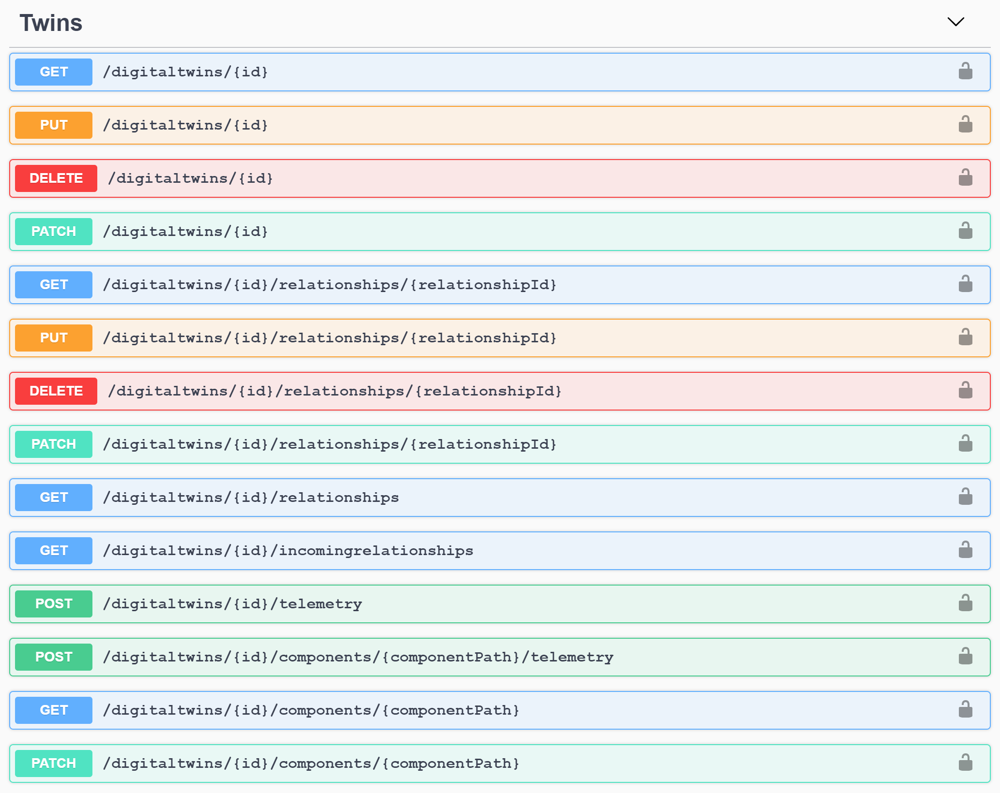 Twins
GET /digitaltwins/{id}
PUT /digitaltwins/{id}
DELETE /digitaltwins/{id}
PATCH /digitaltwins/{id}
GET /digitaltwins/{id}/relationships/{relationshipId}
PUT /digitaltwins/{id}/relationships/{relationshipId}
DELETE /digitaltwins/{id}/relationships/{relationshipId}
PATCH /digitaltwins/{id}/relationships/{relationshipId}
GET /digitaltwins/{id}/relationships
GET /digitaltwins/{id}/incomingrelationships
POST /digitaltwins/{id}/telemetry
POST /digitaltwins/{id}/components/{componentPath}/telemetry
GET /digitaltwins/{id}/components/{componentPath}
PATCH /digitaltwins/{id}/components/{componentPath}